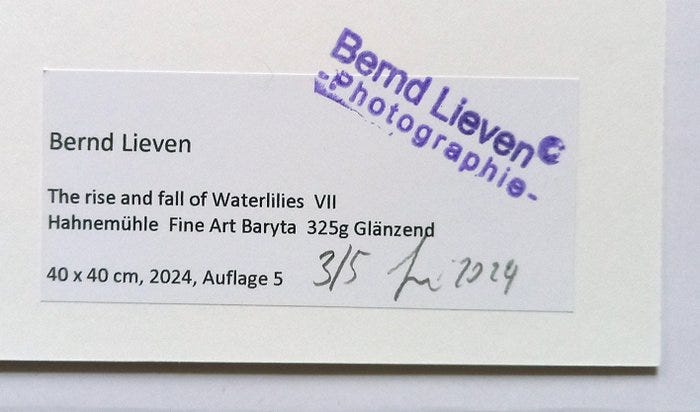 Bernd Lieven
-Photographie-
Bernd Lieven
The rise and fall of Waterlilies VII
Hahnemühle Fine Art Baryta 325g Glänzend
40 x 40 cm, 2024, Auflage 5 3/5 2024